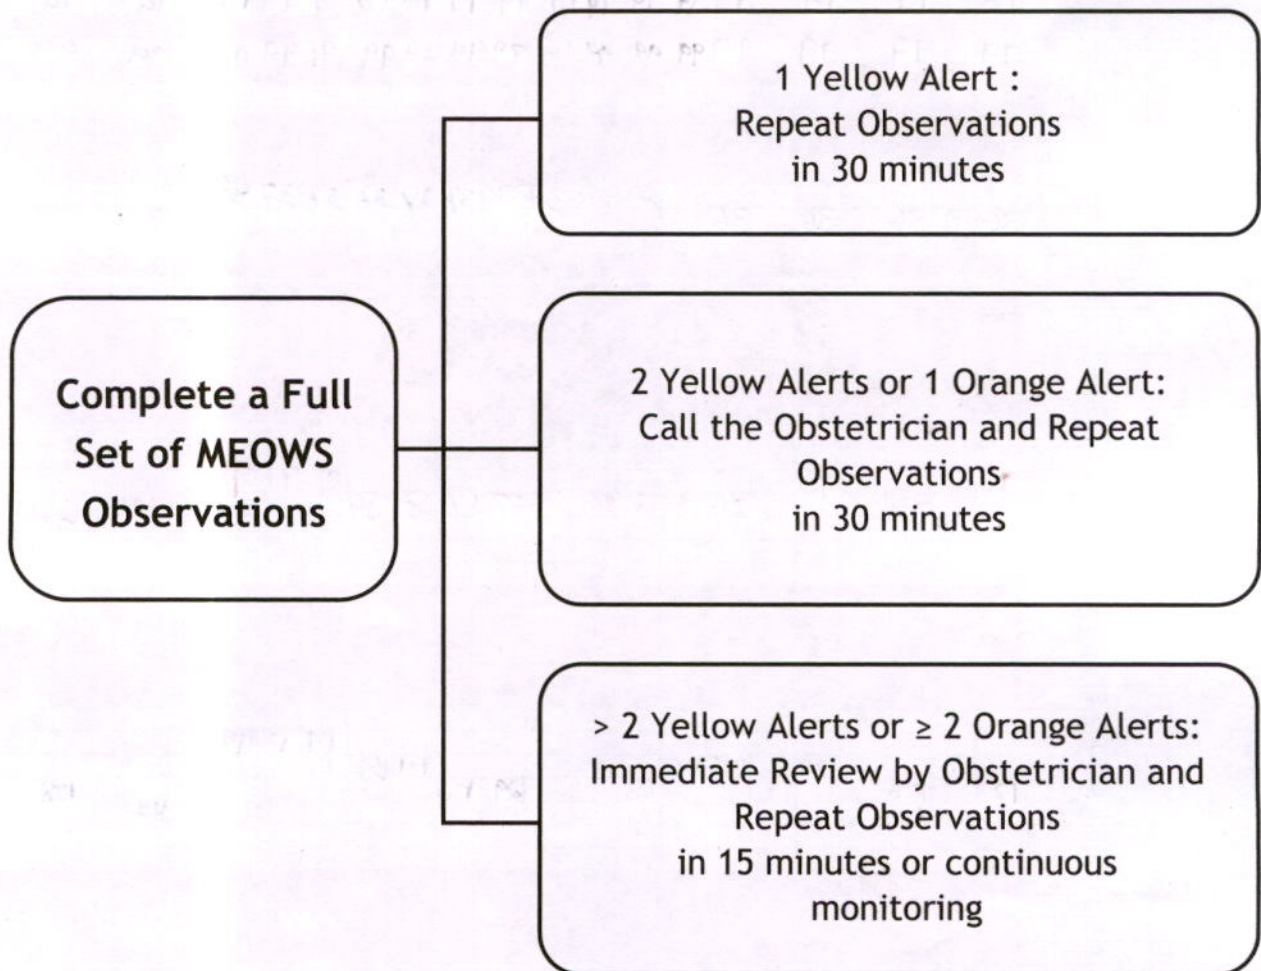 1 Yellow Alert :
Repeat Observations
in 30 minutes
Complete a Full
Set of MEOWS
Observations
2 Yellow Alerts or 1 Orange Alert:
Call the Obstetrician and Repeat
Observations
in 30 minutes
> 2 Yellow Alerts or ≥ 2 Orange Alerts:
Immediate Review by Obstetrician and
Repeat Observations
in 15 minutes or continuous
monitoring